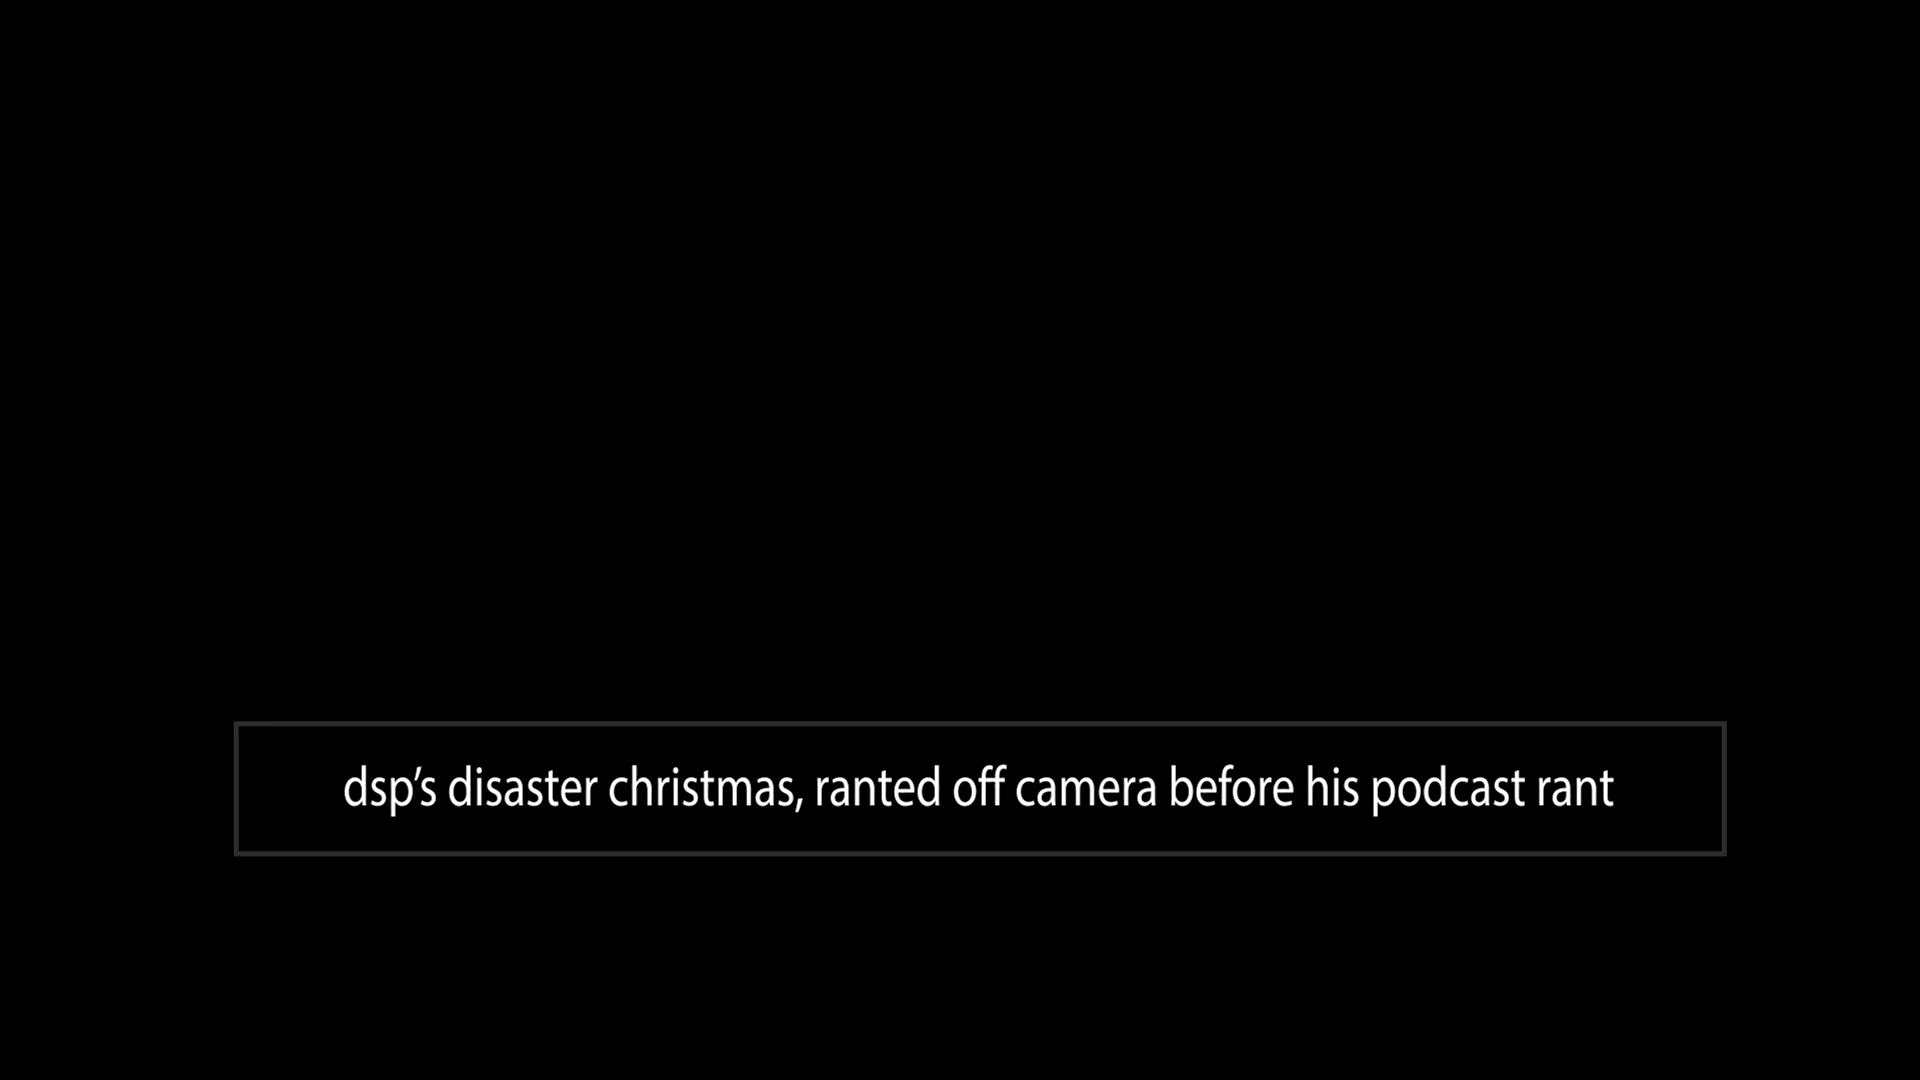 dsp’s disaster christmas, ranted off camera before his podcast rant